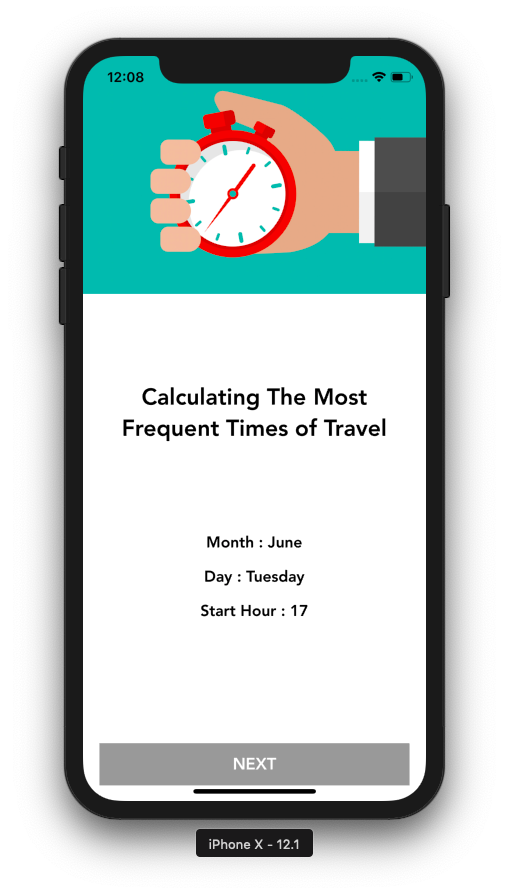 12:08
Calculating The Most
Frequent Times of Travel
Month : June
Day : Tuesday
Start Hour : 17
NEXT
iPhone X - 12.1